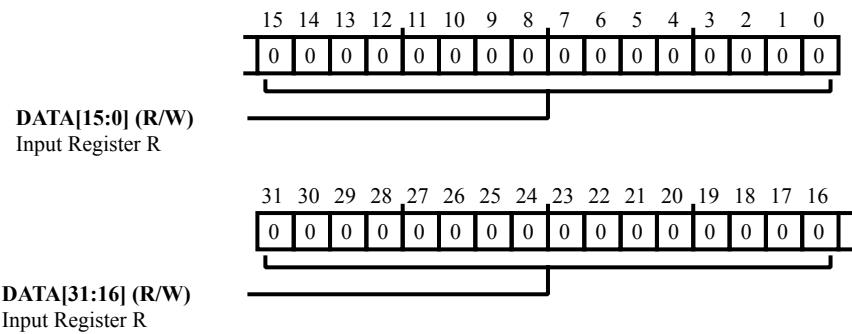 15 14 13 12 11 10 9 8 7 6 5 4 3 2 1 0
0 0 0 0 0 0 0 0 0 0 0 0 0 0 0 0
DATA[15:0] (R/W)
Input Register R
31 30 29 28 27 26 25 24 23 22 21 20 19 18 17 16
0 0 0 0 0 0 0 0 0 0 0 0 0 0 0 0
DATA[31:16] (R/W)
Input Register R